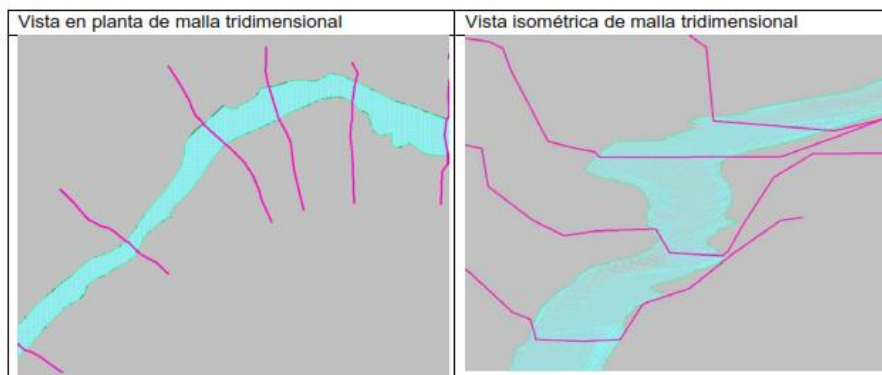 Vista en planta de malla tridimensional
Vista isométrica de malla tridimensional